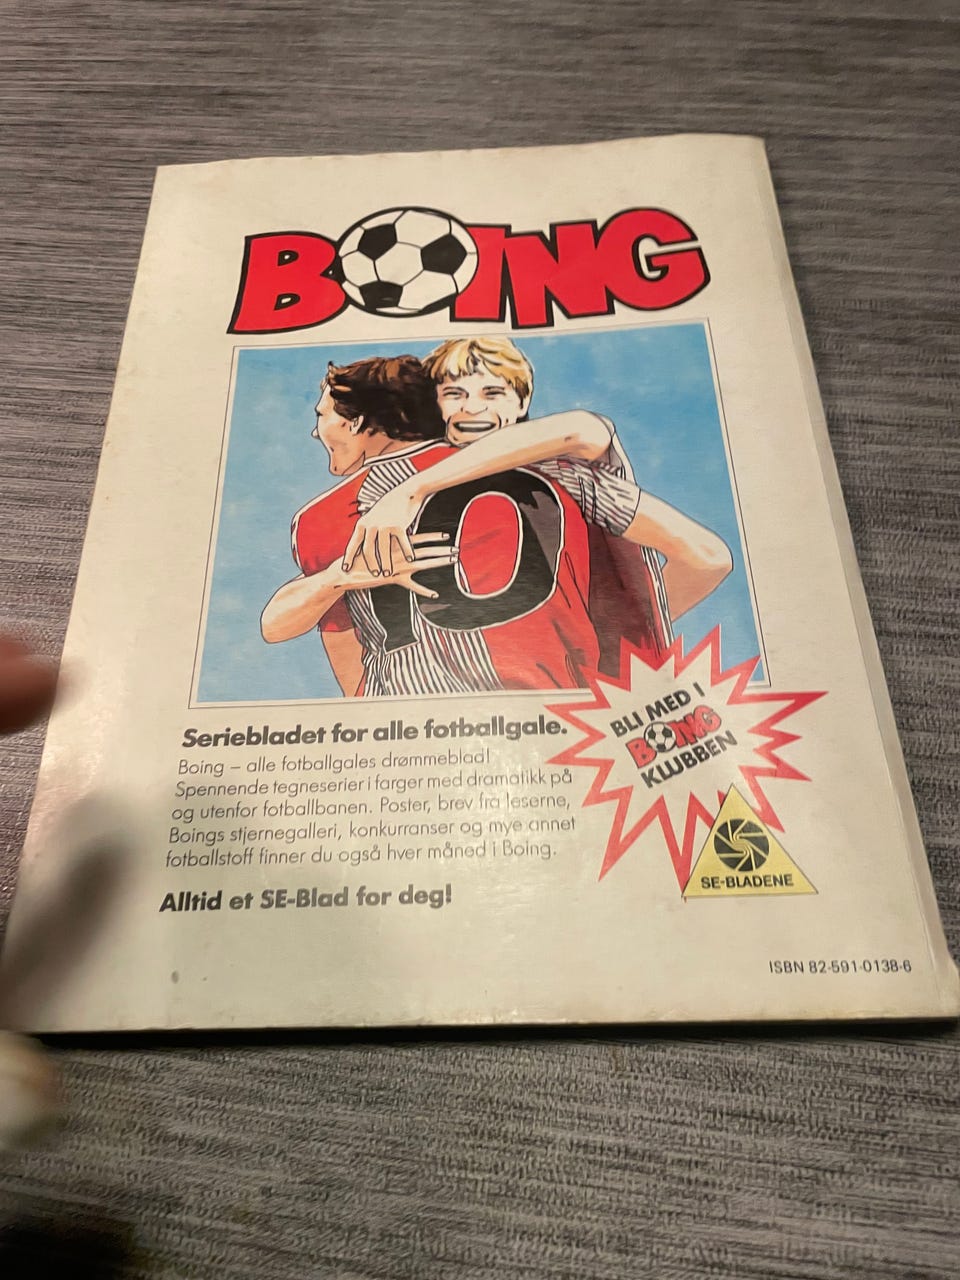 BOING
10
Seriebladet for alle fotballgale.
Boing – alle fotballgales drømmeblad!
Spennende tegneserier i farger med dramatikk på
og utenfor fotballbanen. Poster, brev fra leserne,
Boings stjernegalleri, konkurranser og mye annet
fotballstoff finner du også hver måned i Boing.
Alltid et SE-Blad for deg!
BLI MED I
BOING
KLUBBEN
SE-BLADENE
ISBN 82-591-0138-6